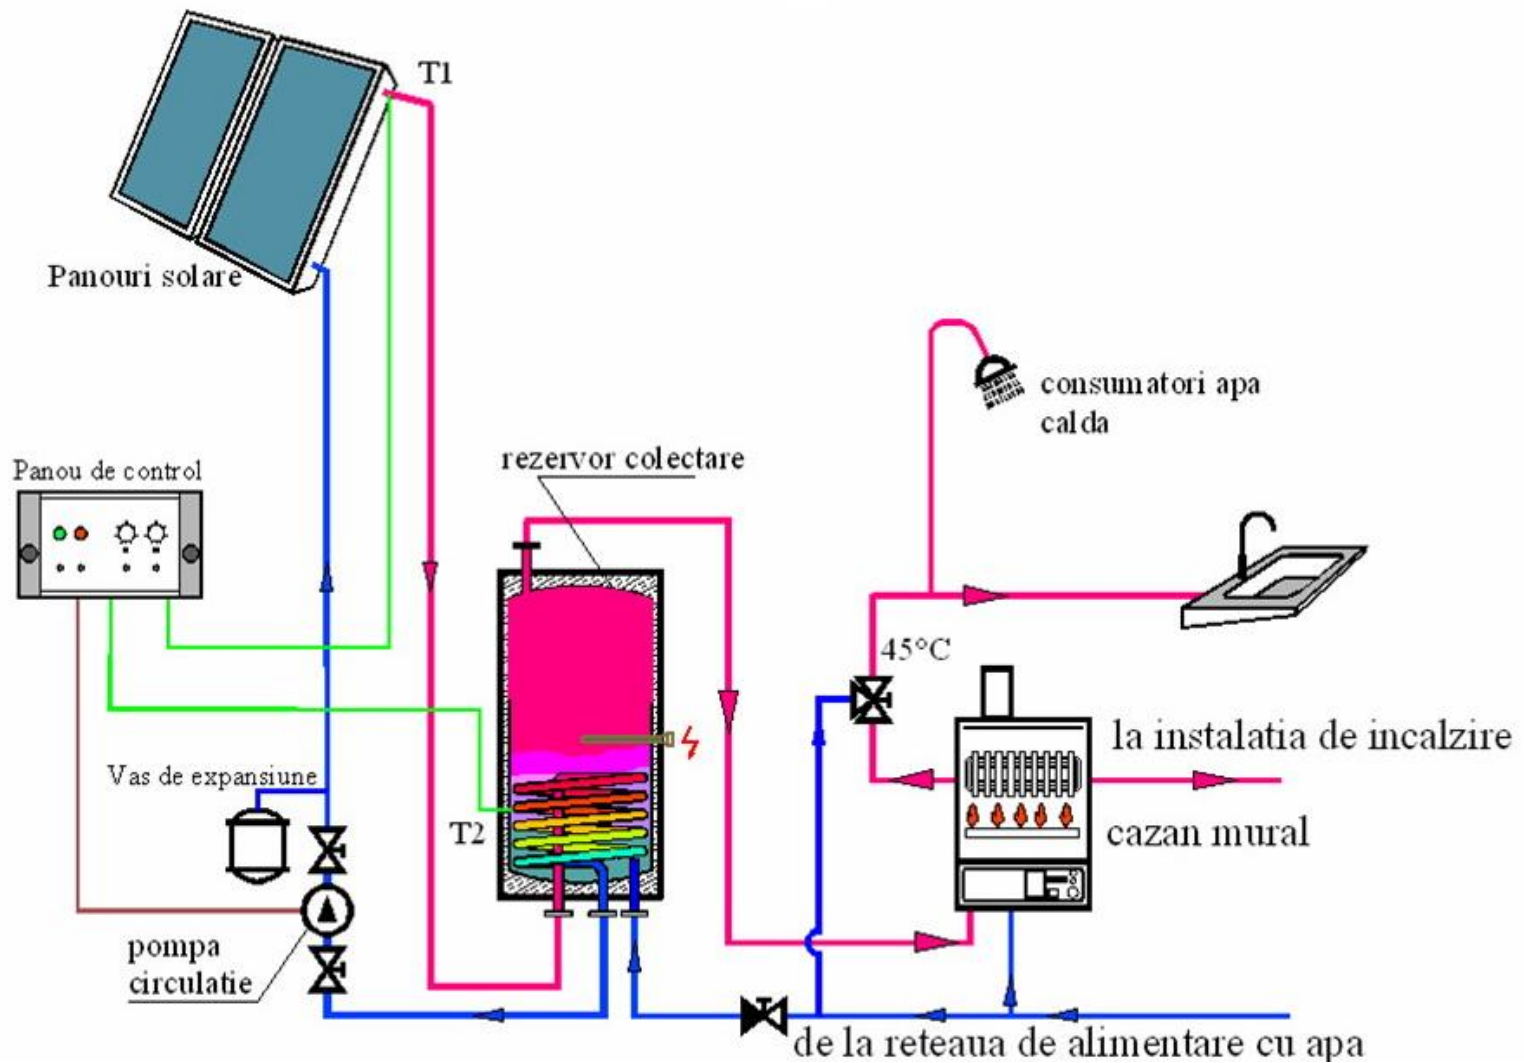 T1
Panouri solare
consumatori apa
calda
rezervor colectare
Panou de control
45°C
la instalatia de incalzire
Vas de expansiune
T2
cazan mural
pompa
circulatie
de la reteaua de alimentare cu apa